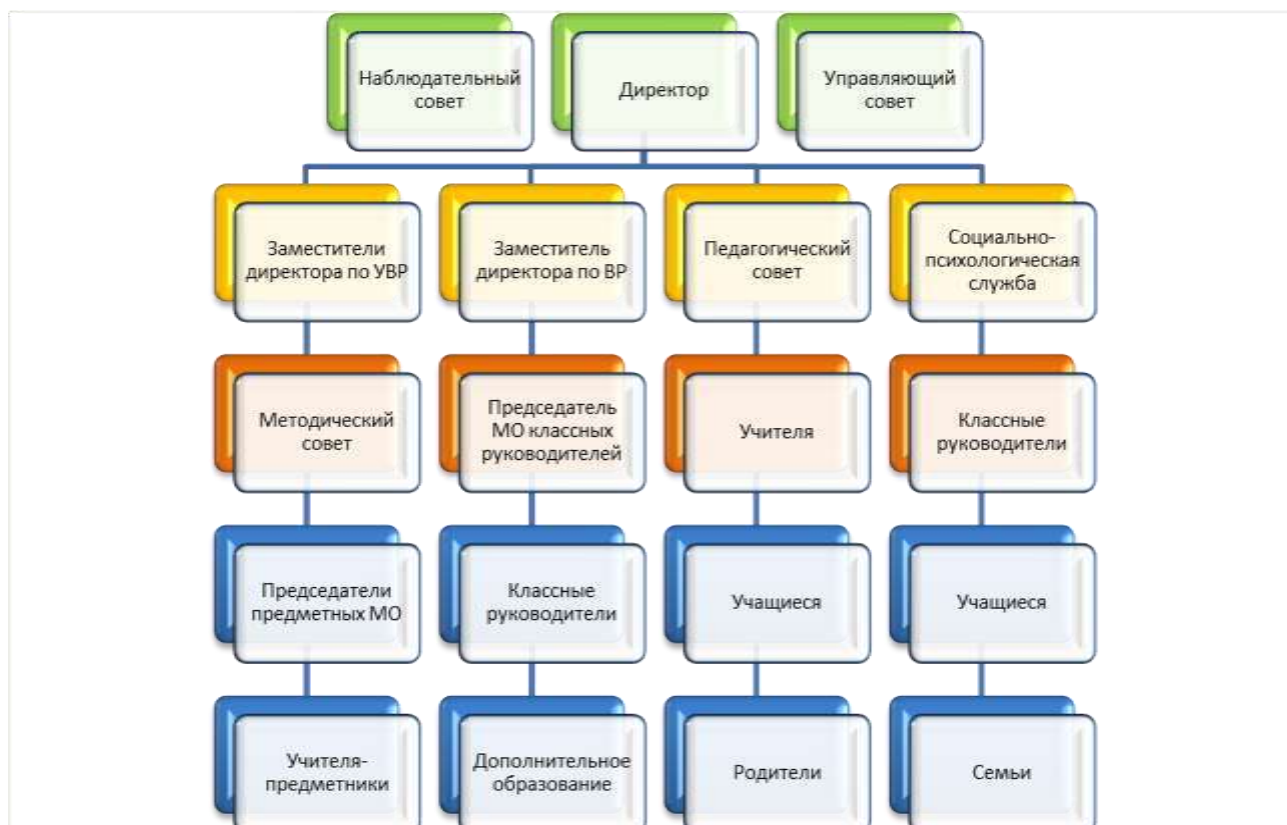 Наблюдательный
совет
Директор
Управляющий
совет
Заместители
директора по УВР
Заместитель
директора по ВР
Педагогический
совет
Социально-
психологическая
служба
Методический
совет
Председатель
МО классных
руководителей
Учителя
Классные
руководители
Председатели
предметных МО
Классные
руководители
Учащиеся
Учащиеся
Учителя-
предметники
Дополнительное
образование
Родители
Семьи